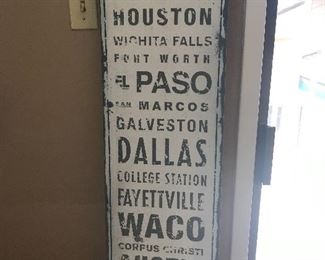 HOUSTON
WICHITA FALLS
FORT WORTH
EL PASO
SAN MARCOS
GALVESTON
DALLAS
COLLEGE STATION
FAYETTVILLE
WACO
CORPUS CHRISTI